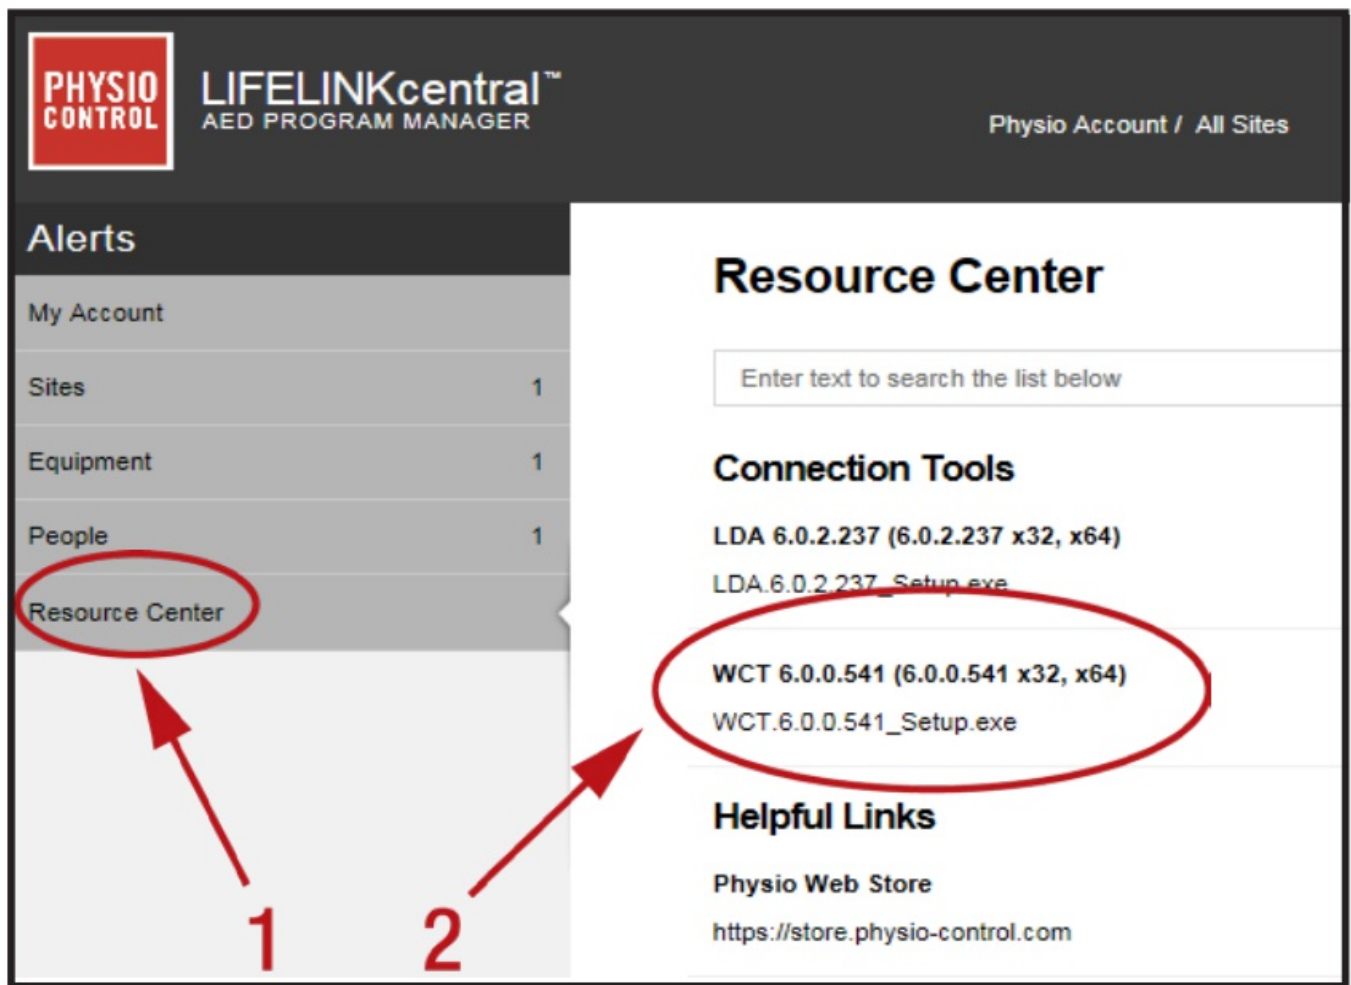 PHYSIO
CONTROL
LIFELINKcentral™
AED PROGRAM MANAGER
Physio Account / All Sites
Alerts
My Account
Sites 1
Equipment 1
People 1
Resource Center
Resource Center
Enter text to search the list below
Connection Tools
LDA 6.0.2.237 (6.0.2.237 x32, x64)
LDA.6.0.2.237_Setup.exe
WCT 6.0.0.541 (6.0.0.541 x32, x64)
WCT.6.0.0.541_Setup.exe
Helpful Links
Physio Web Store
https://store.physio-control.com
1
2